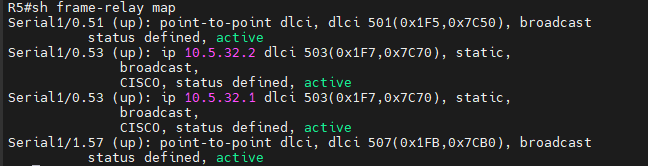 R5#sh frame-relay map
Serial1/0.51 (up): point-to-point dlci, dlci 501(0x1F5,0x7C50), broadcast
status defined, active
Serial1/0.53 (up): ip 10.5.32.2 dlci 503(0x1F7,0x7C70), static,
broadcast,
CISCO, status defined, active
Serial1/0.53 (up): ip 10.5.32.1 dlci 503(0x1F7,0x7C70), static,
broadcast,
CISCO, status defined, active
Serial1/1.57 (up): point-to-point dlci, dlci 507(0x1FB,0x7CB0), broadcast
status defined, active